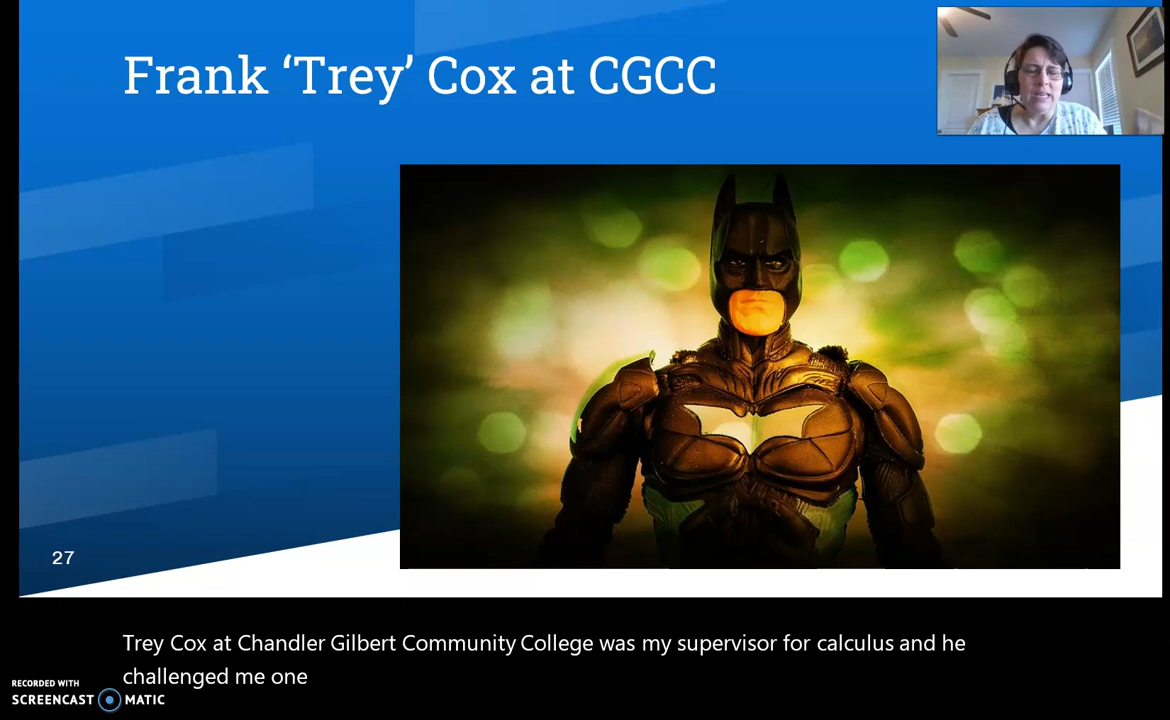 Frank ‘Trey’ Cox at CGCC
27
Trey Cox at Chandler Gilbert Community College was my supervisor for calculus and he
challenged me one
RECORDED WITH
SCREENCAST MATIC